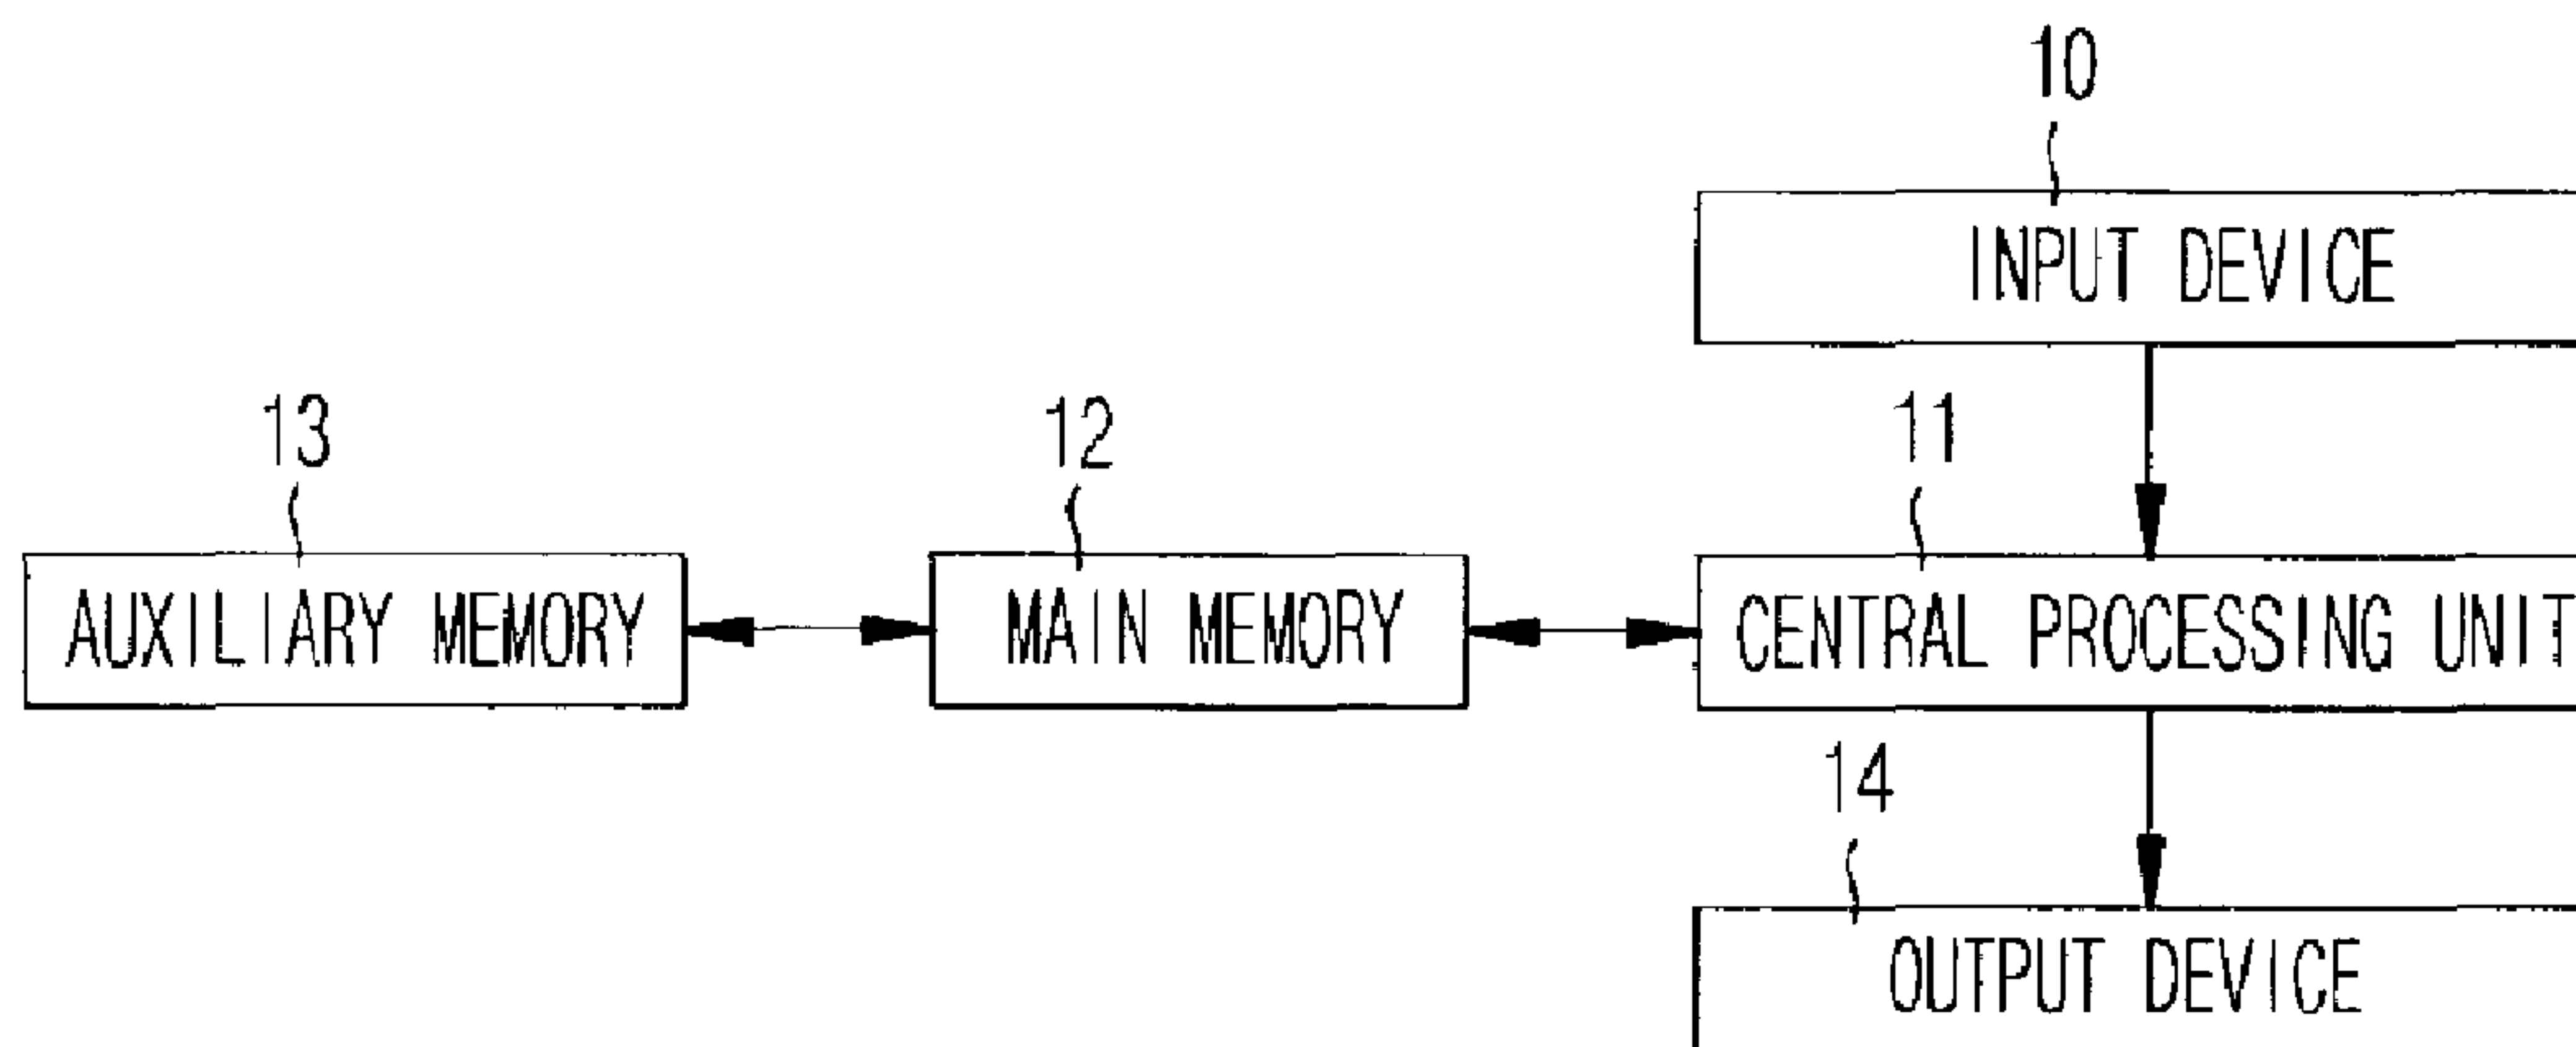 10
INPUT DEVICE
13
12
11
AUXILIARY MEMORY
MAIN MEMORY
CENTRAL PROCESSING UNIT
14
OUTPUT DEVICE